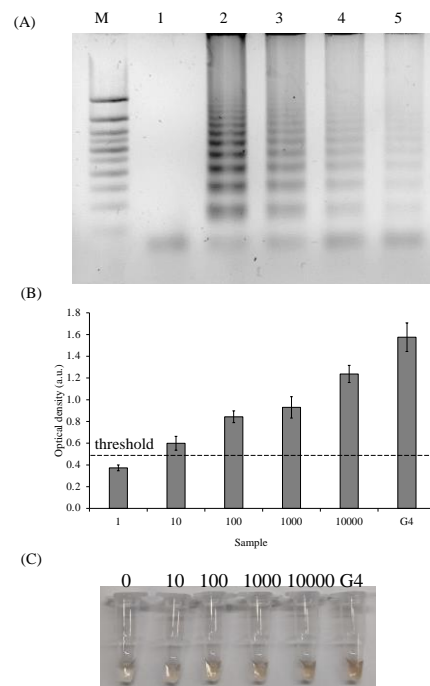 (A)
M 1 2 3 4 5
(B)
1.8
1.6
1.4
1.2
1.0
0.8
0.6
0.4
0.2
0.0
Optical density (a.u.)
threshold
1 10 100 1000 10000 G4
Sample
(C)
0 10 100 1000 10000 G4